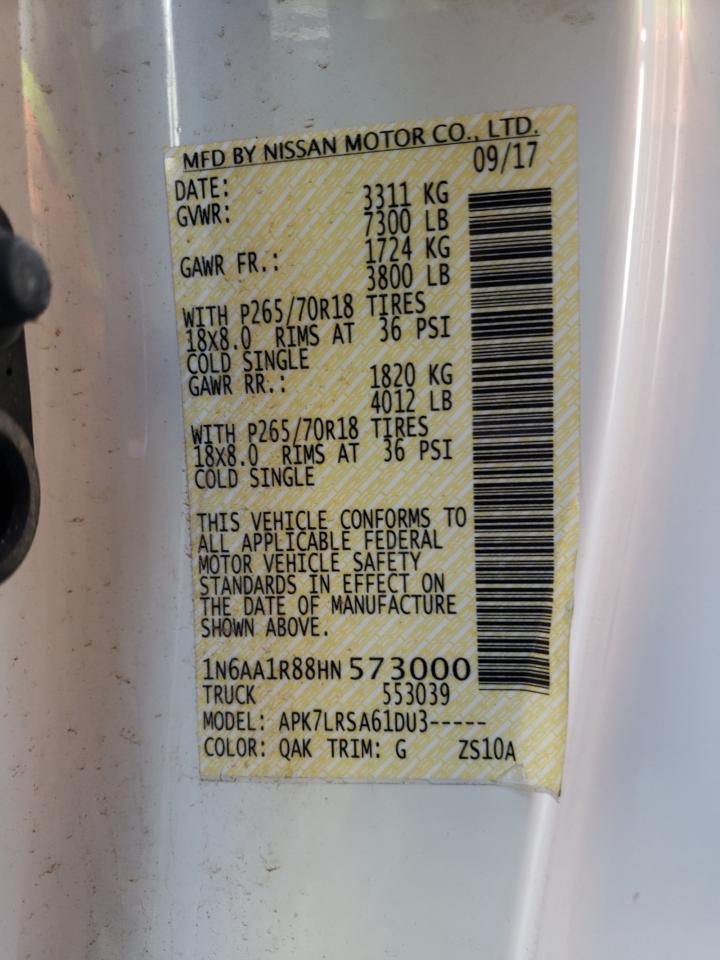 MFD BY NISSAN MOTOR CO., LTD.
DATE: 09/17
GVWR: 3311 KG
7300 LB
GAWR FR.: 1724 KG
3800 LB
WITH P265/70R18 TIRES
18X8.0 RIMS AT 36 PSI
COLD SINGLE
GAWR RR.: 1820 KG
4012 LB
WITH P265/70R18 TIRES
18X8.0 RIMS AT 36 PSI
COLD SINGLE
THIS VEHICLE CONFORMS TO
ALL APPLICABLE FEDERAL
MOTOR VEHICLE SAFETY
STANDARDS IN EFFECT ON
THE DATE OF MANUFACTURE
SHOWN ABOVE.
1N6AA1R88HN573000
TRUCK 553039
MODEL: APK7LRSA61DU3-----
COLOR: QAK TRIM: G ZS10A